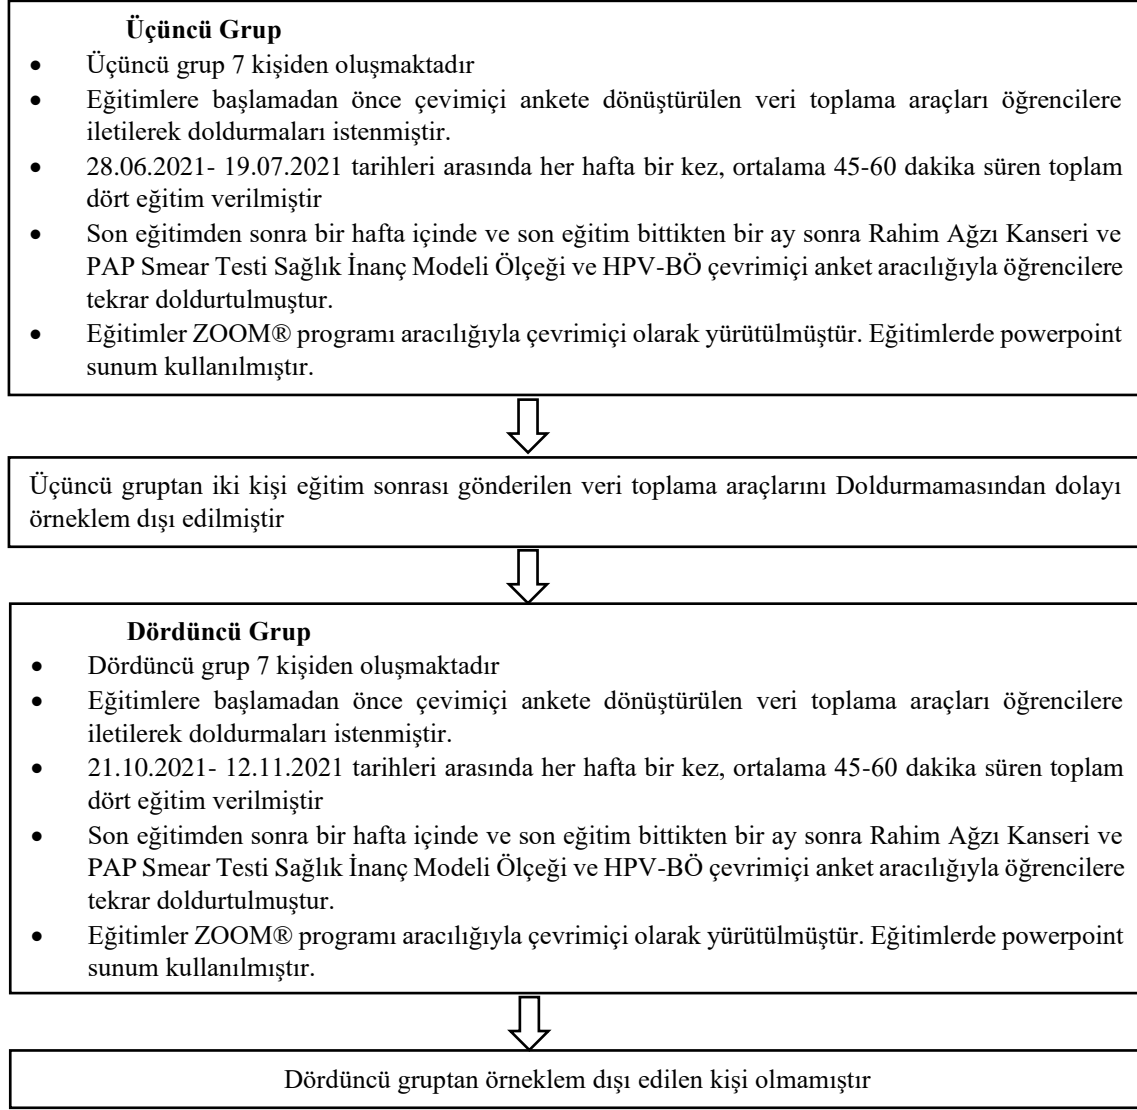 Üçüncü Grup
• Üçüncü grup 7 kişiden oluşmaktadır
• Eğitimlere başlamadan önce çevimiçi ankete dönüştürülen veri toplama araçları öğrencilere
iletilerek doldurmaları istenmiştir.
• 28.06.2021- 19.07.2021 tarihleri arasında her hafta bir kez, ortalama 45-60 dakika süren toplam
dört eğitim verilmiştir
• Son eğitimden sonra bir hafta içinde ve son eğitim bittikten bir ay sonra Rahim Ağzı Kanseri ve
PAP Smear Testi Sağlık İnanç Modeli Ölçeği ve HPV-BÖ çevrimiçi anket aracılığıyla öğrencilere
tekrar doldurtulmuştur.
• Eğitimler ZOOM® programı aracılığıyla çevrimiçi olarak yürütülmüştür. Eğitimlerde powerpoint
sunum kullanılmıştır.
Üçüncü gruptan iki kişi eğitim sonrası gönderilen veri toplama araçlarını Doldurmamasından dolayı
örneklem dışı edilmiştir
Dördüncü Grup
• Dördüncü grup 7 kişiden oluşmaktadır
• Eğitimlere başlamadan önce çevimiçi ankete dönüştürülen veri toplama araçları öğrencilere
iletilerek doldurmaları istenmiştir.
• 21.10.2021- 12.11.2021 tarihleri arasında her hafta bir kez, ortalama 45-60 dakika süren toplam
dört eğitim verilmiştir
• Son eğitimden sonra bir hafta içinde ve son eğitim bittikten bir ay sonra Rahim Ağzı Kanseri ve
PAP Smear Testi Sağlık İnanç Modeli Ölçeği ve HPV-BÖ çevrimiçi anket aracılığıyla öğrencilere
tekrar doldurtulmuştur.
• Eğitimler ZOOM® programı aracılığıyla çevrimiçi olarak yürütülmüştür. Eğitimlerde powerpoint
sunum kullanılmıştır.
Dördüncü gruptan örneklem dışı edilen kişi olmamıştır